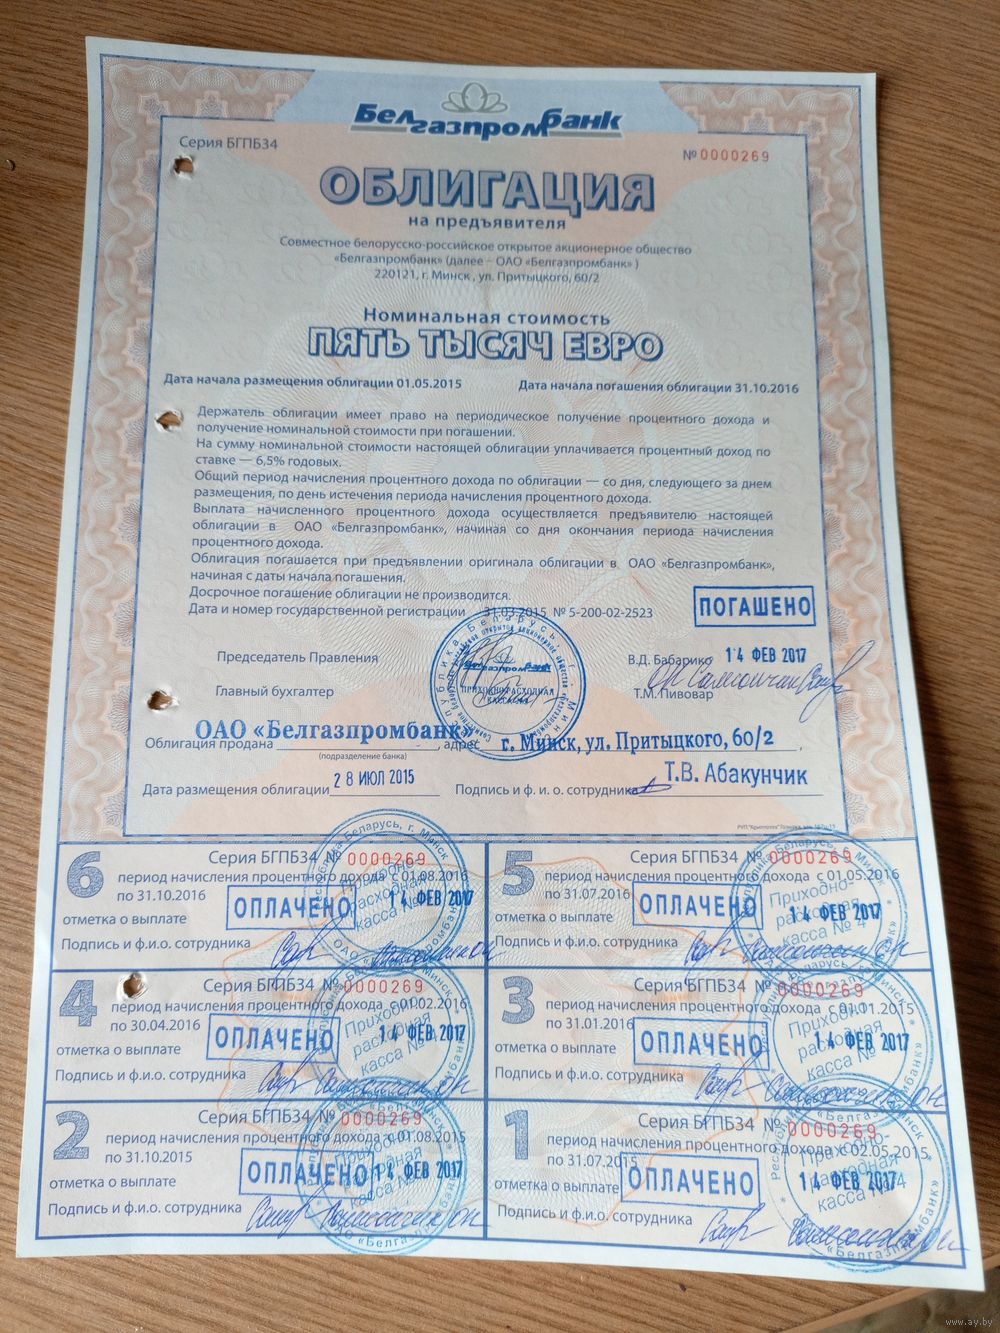 Белгазпромбанк
Серия БГПБ34
№ 0000269
ОБЛИГАЦИЯ
на предъявителя
Совместное белорусско-российское открытое акционерное общество
«Белгазпромбанк» (далее – ОАО «Белгазпромбанк» )
220121, г. Минск , ул. Притыцкого, 60/2
Номинальная стоимость
ПЯТЬ ТЫСЯЧ ЕВРО
Дата начала размещения облигации 01.05.2015
Дата начала погашения облигации 31.10.2016
Держатель облигации имеет право на периодическое получение процентного дохода и
получение номинальной стоимости при погашении.
На сумму номинальной стоимости настоящей облигации уплачивается процентный доход по
ставке — 6,5% годовых.
Общий период начисления процентного дохода по облигации — со дня, следующего за днем
размещения, по день истечения периода начисления процентного дохода.
Выплата начисленного процентного дохода осуществляется предъявителю настоящей
облигации в ОАО «Белгазпромбанк», начиная со дня окончания периода начисления
процентного дохода.
Облигация погашается при предъявлении оригинала облигации в ОАО «Белгазпромбанк»,
начиная с даты начала погашения.
Досрочное погашение облигации не производится.
Дата и номер государственной регистрации 31.03.2015 № 5-200-02-2523
ПОГАШЕНО
Председатель Правления
В.Д. Бабарико
14 ФЕВ 2017
Главный бухгалтер
Т.М. Пивовар
Белгазпромбанк
ПРИХОДНО-РАСХОДНАЯ
КАССА
ОАО «Белгазпромбанк»
Облигация продана
, адрес
г. Минск, ул. Притыцкого, 60/2
(подразделение банка)
Т.В. Абакунчик
Дата размещения облигации 28 ИЮЛ 2015
Подпись и ф. и. о. сотрудника
6
Серия БГПБ34 № 0000269
период начисления процентного дохода с 01.08.2016
по 31.10.2016
ОПЛАЧЕНО
14 ФЕВ 2017
отметка о выплате
Подпись и ф.и.о. сотрудника
5
Серия БГПБ34 № 0000269
период начисления процентного дохода с 01.05.2016
по 31.07.2016
ОПЛАЧЕНО
14 ФЕВ 2017
отметка о выплате
Подпись и ф.и.о. сотрудника
Приходно-
расходная
касса № 4
4
Серия БГПБ34 № 0000269
период начисления процентного дохода с 01.02.2016
по 30.04.2016
ОПЛАЧЕНО
14 ФЕВ 2017
отметка о выплате
Подпись и ф.и.о. сотрудника
3
Серия БГПБ34 № 0000269
период начисления процентного дохода с 01.11.2015
по 31.01.2016
ОПЛАЧЕНО
14 ФЕВ 2017
отметка о выплате
Подпись и ф.и.о. сотрудника
2
Серия БГПБ34 № 0000269
период начисления процентного дохода с 01.08.2015
по 31.10.2015
ОПЛАЧЕНО
14 ФЕВ 2017
отметка о выплате
Подпись и ф.и.о. сотрудника
1
Серия БГПБ34 № 0000269
период начисления процентного дохода с 02.05.2015
по 31.07.2015
ОПЛАЧЕНО
14 ФЕВ 2017
отметка о выплате
Подпись и ф.и.о. сотрудника
www.ay.by